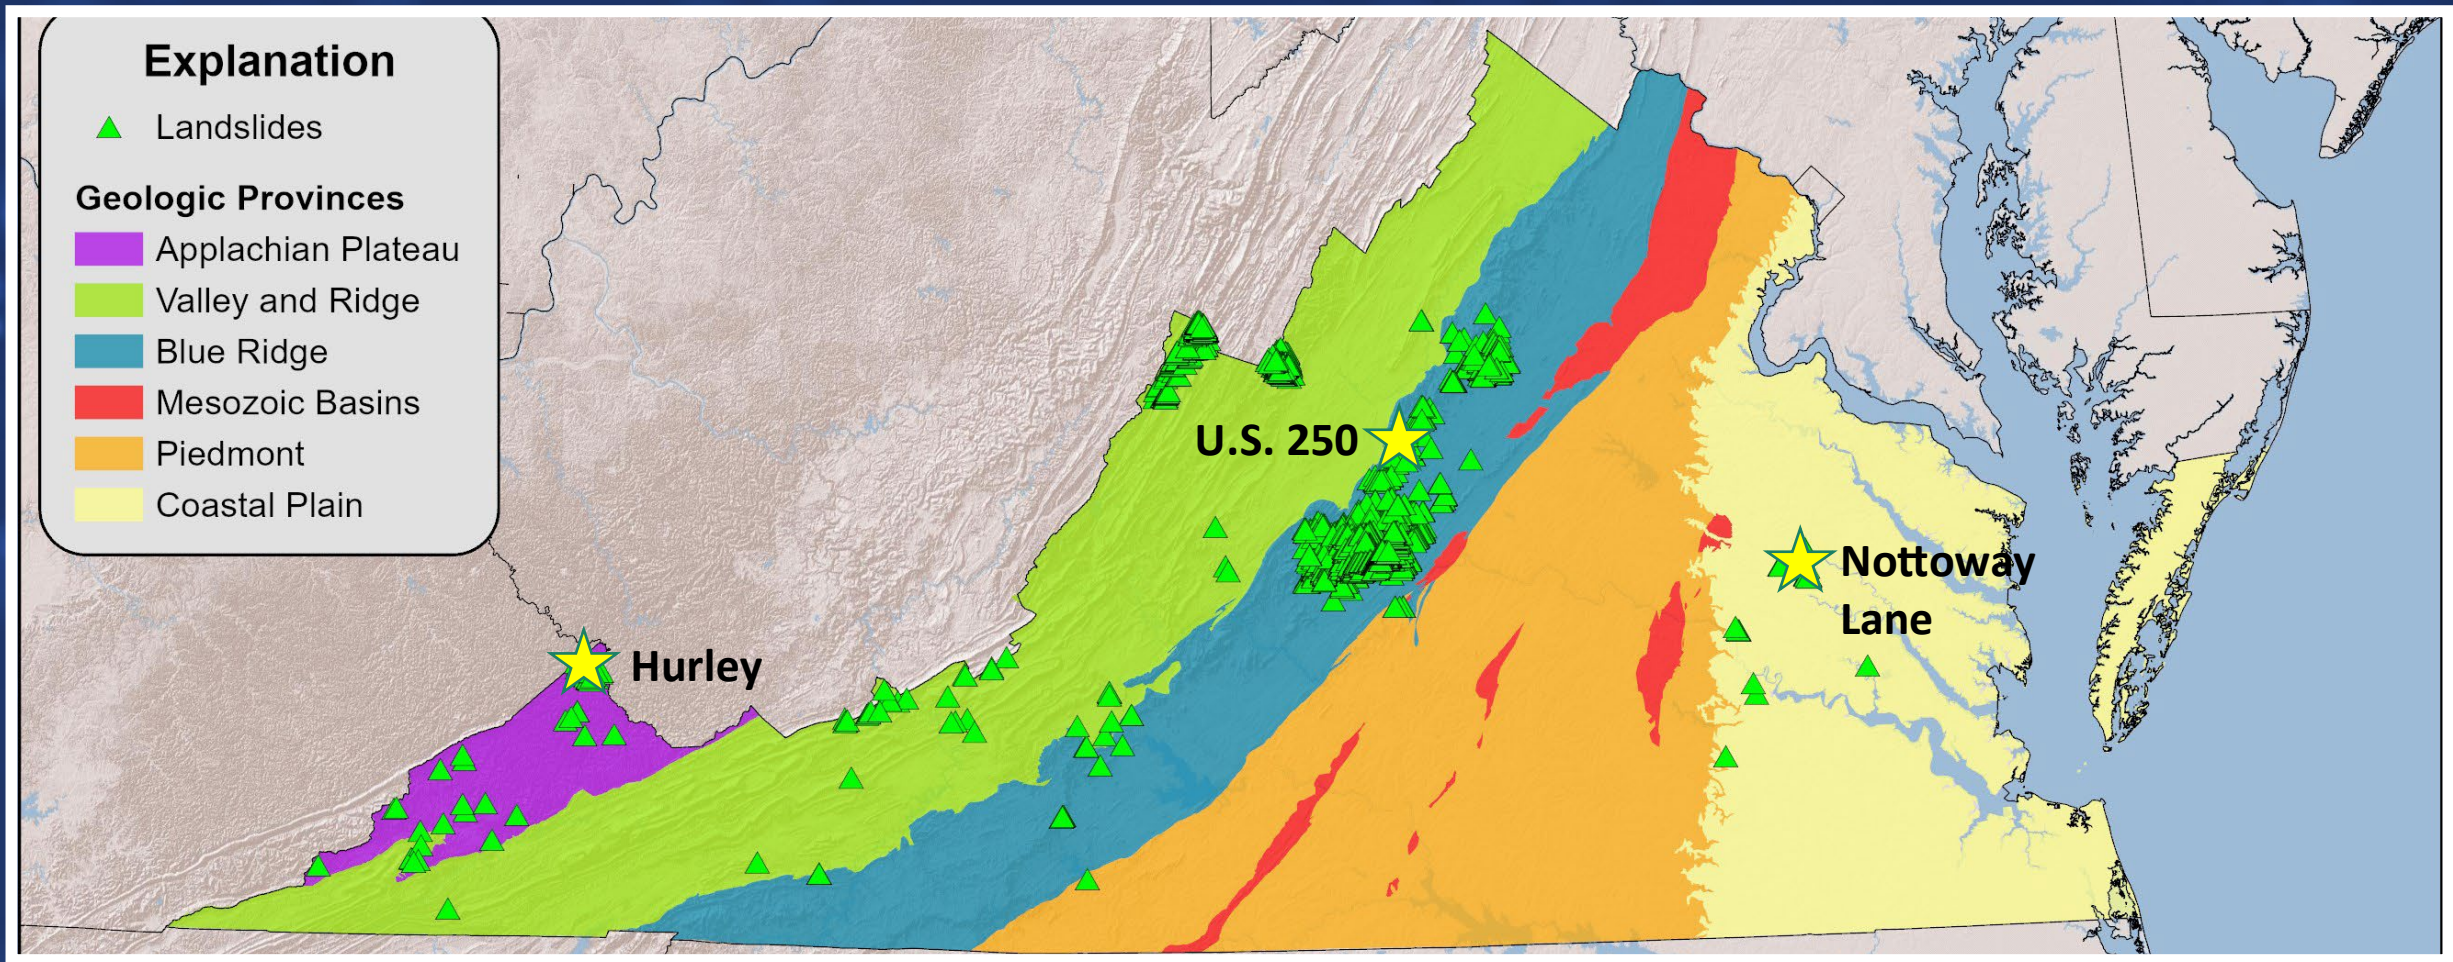 Explanation
Landslides
Geologic Provinces
Applachian Plateau
Valley and Ridge
Blue Ridge
Mesozoic Basins
Piedmont
Coastal Plain
U.S. 250
Nottoway
Lane
Hurley